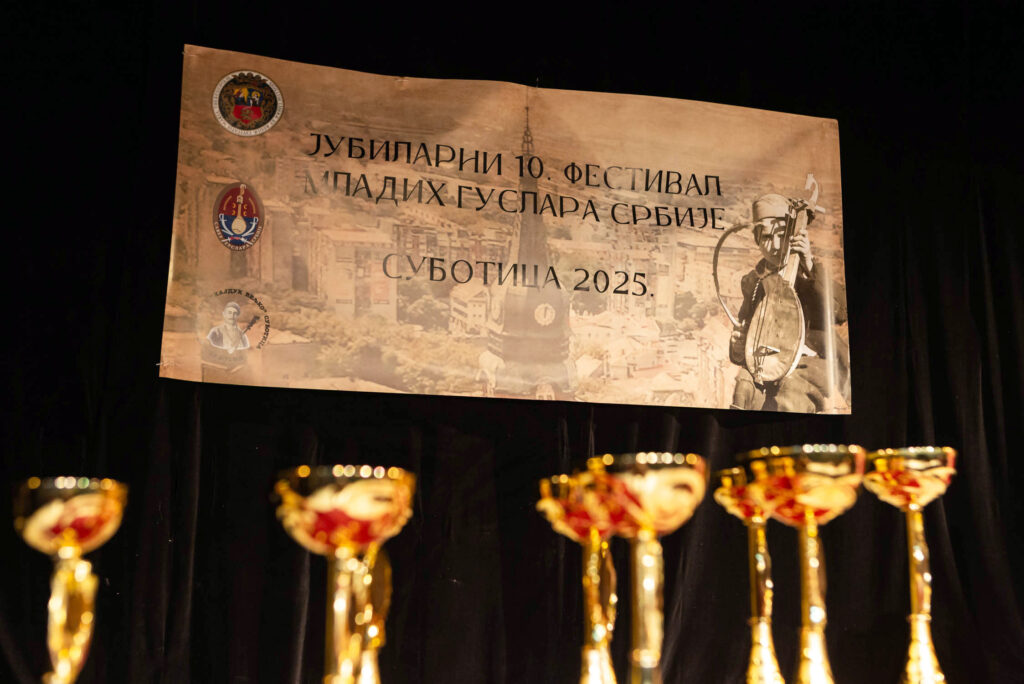 ЈУБИЛАРНИ 10. ФЕСТИВАЛ
МЛАДИХ ГУСЛАРА СРБИЈЕ
СУБОТИЦА 2025.